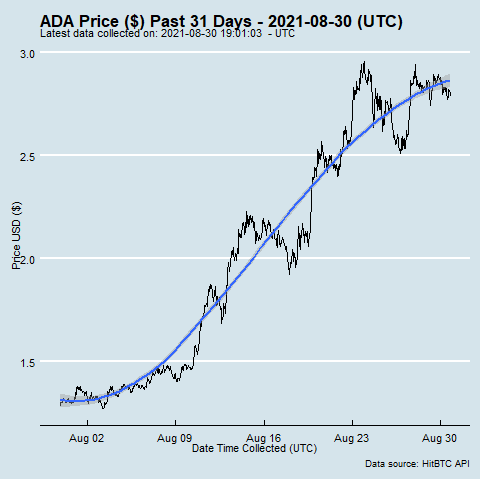 ADA Price ($) Past 31 Days - 2021-08-30 (UTC)
Latest data collected on: 2021-08-30 19:01:03 - UTC
3.0
2.5
2.0
1.5
Price USD ($)
Aug 02 Aug 09 Aug 16 Aug 23 Aug 30
Date Time Collected (UTC)
Data source: HitBTC API